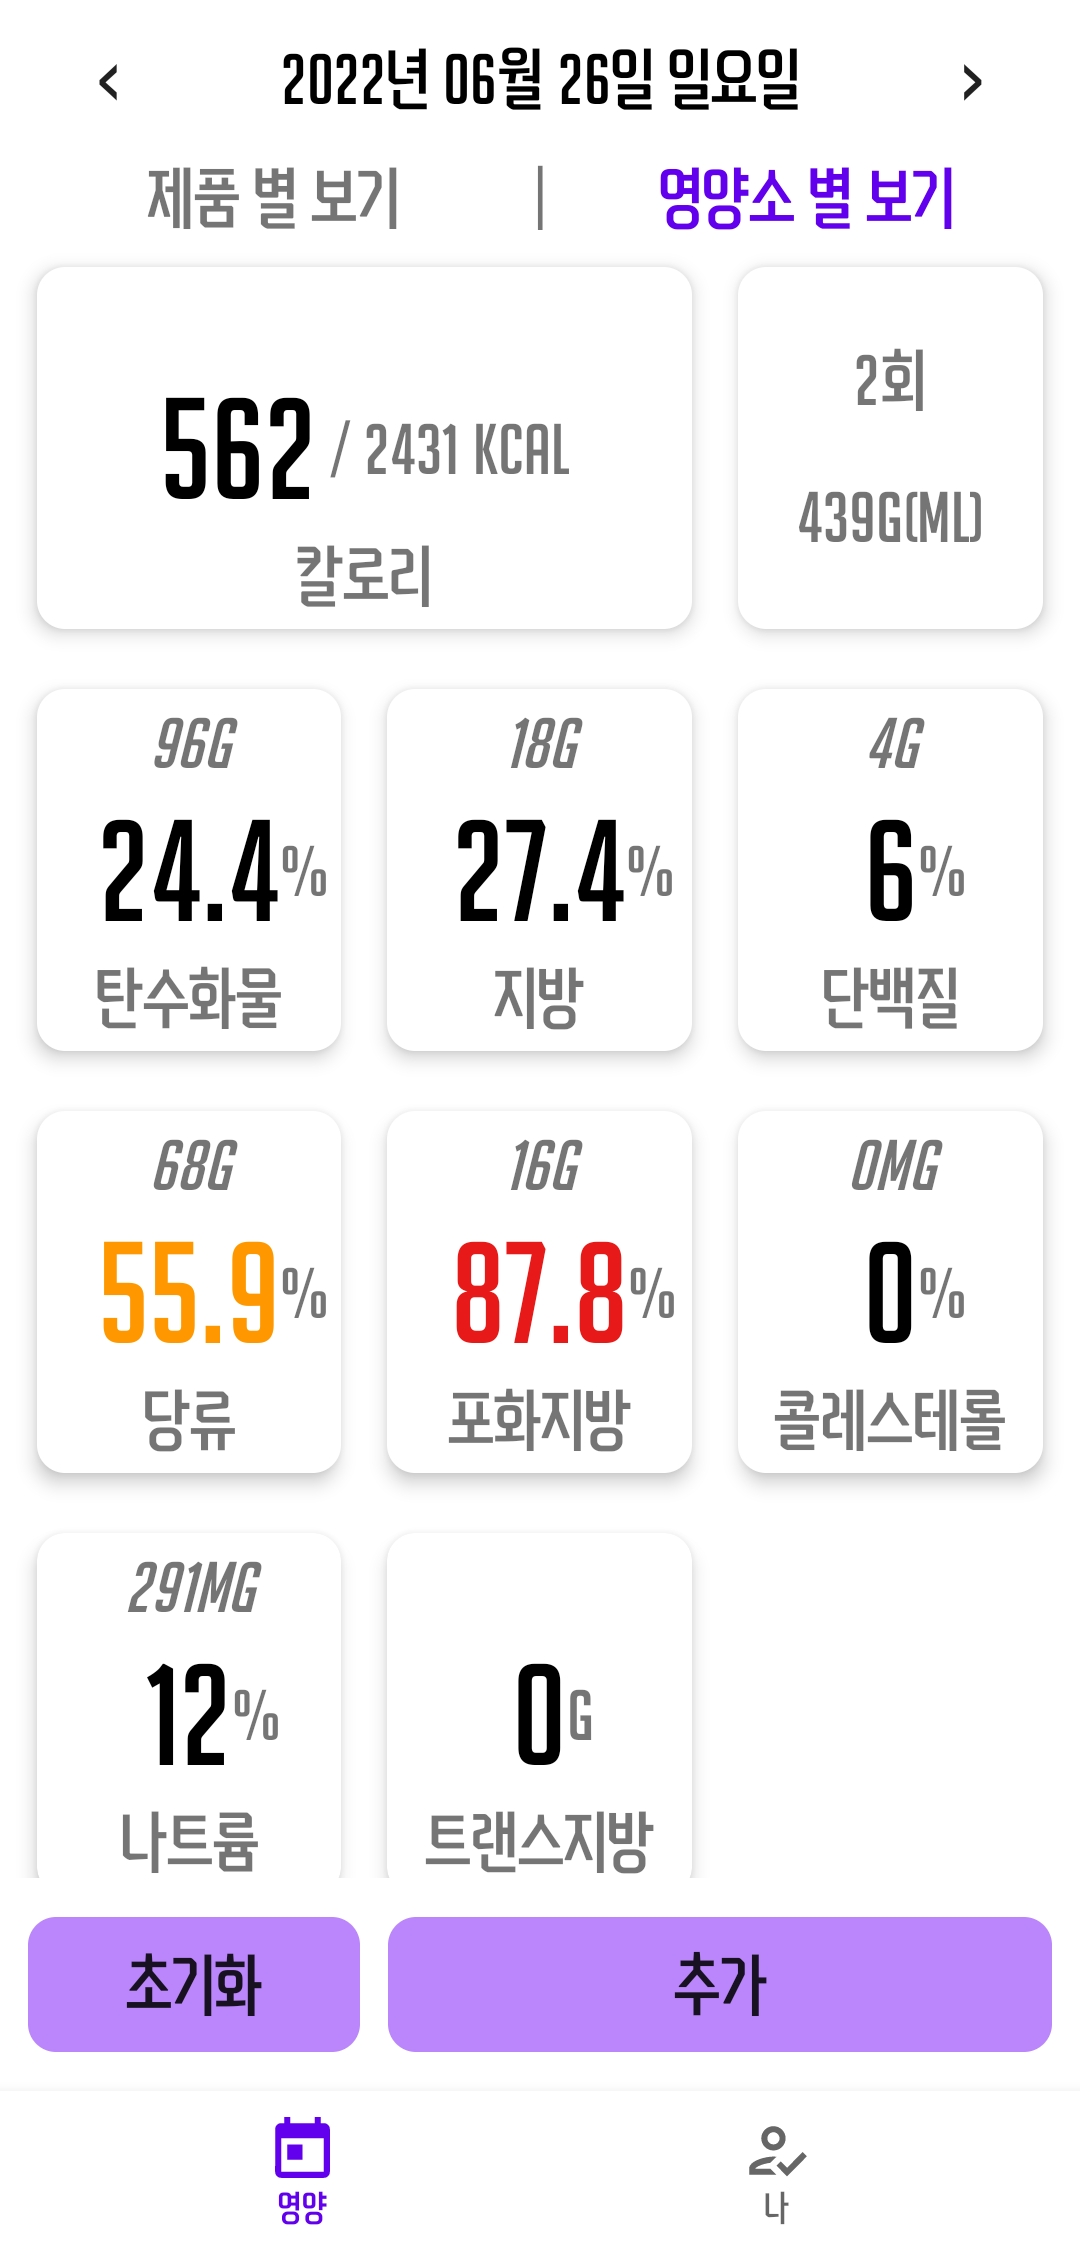 2022년 06월 26일 일요일
제품 별 보기 | 영양소 별 보기
562 / 2431 KCAL
칼로리
2회
439G(ML)
96G
24.4%
탄수화물
18G
27.4%
지방
4G
6%
단백질
68G
55.9%
당류
16G
87.8%
포화지방
0MG
0%
콜레스테롤
291MG
12%
나트륨
0G
트랜스지방
초기화
추가
영양
나